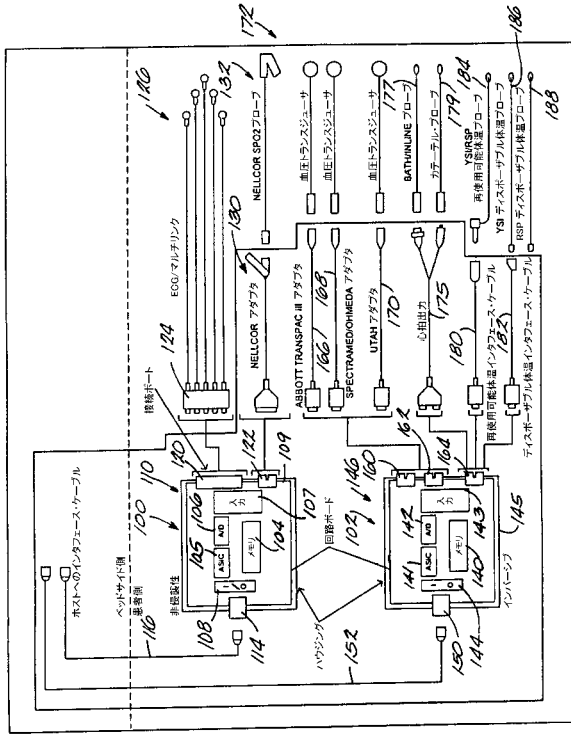 ホストへのインタフェース・ケーブル
ベッドサイド側
患者側
116
152
100
110
非侵襲性
108
105
106
ASIC
A/D
入力
107
メモリ
104
109
114
120
122
接続ポート
124
ECG/マルチリンク
126
130
132
NELLCOR アダプタ
NELLCOR SPO2 プローブ
172
ハウジング
回路ボード
102
146
160
162
164
142
141
ASIC
A/D
入力
143
メモリ
140
144
145
150
インバーシブ
ABBOTT TRANSPAC III アダプタ
166
168
SPECTRAMED/OHMEDA アダプタ
UTAH アダプタ
170
心拍出力
175
180
再使用可能体温インタフェース・ケーブル
182
ディスポーザブル体温インタフェース・ケーブル
血圧トランスジューサ
血圧トランスジューサ
血圧トランスジューサ
BATH/INLINE プローブ
177
カテーテル・プローブ
179
YSI/RSP
再使用可能体温プローブ
184
YSI ディスポーザブル体温プローブ
186
RSP ディスポーザブル体温プローブ
188